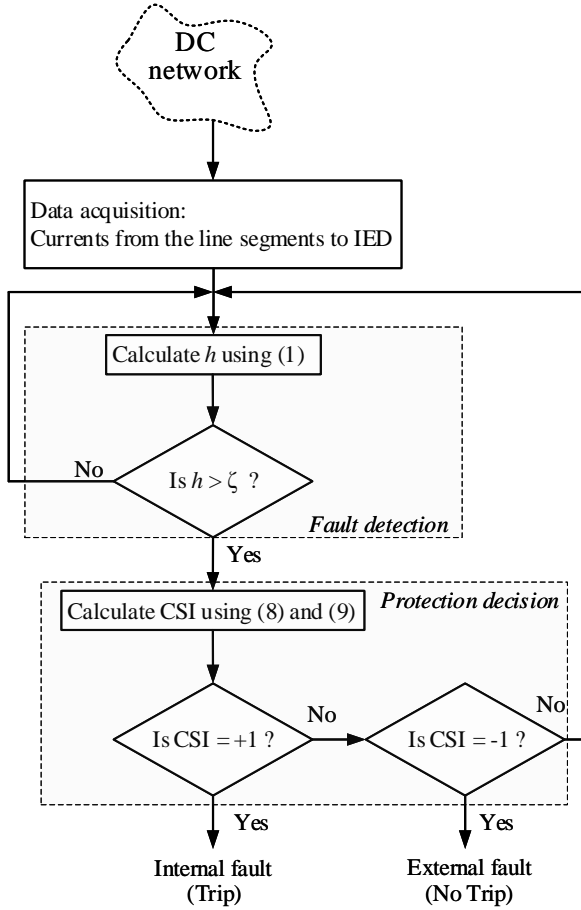 DC
network
Data acquisition:
Currents from the line segments to IED
Calculate h using (1)
No
Is h > ζ ?
Fault detection
Yes
Protection decision
Calculate CSI using (8) and (9)
Is CSI = +1 ?
No
Is CSI = -1 ?
No
Yes
Yes
Internal fault
(Trip)
External fault
(No Trip)